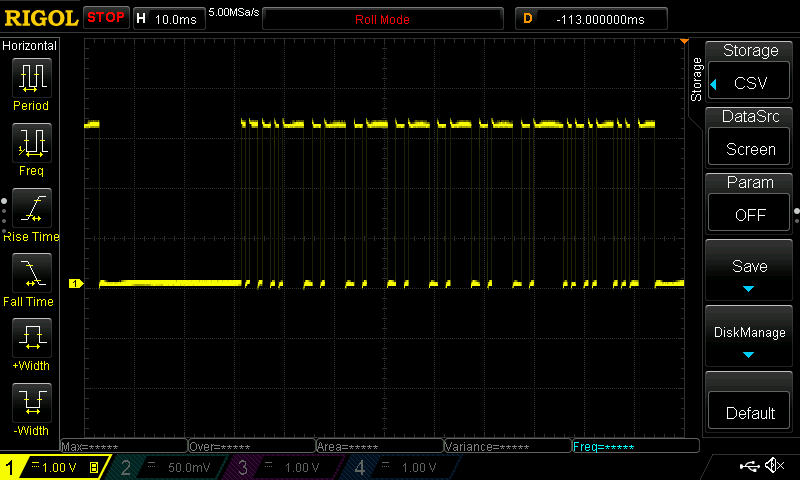 RIGOL STOP H 10.0ms 5.00MSa/s Roll Mode D -113.000000ms
Horizontal
Period
Freq
Rise Time
Fall Time
+Width
-Width
1
Storage
Storage
CSV
DataSrc
Screen
Param
OFF
Save
DiskManage
Default
Max=***** Over=***** Area=***** Variance=***** Freq=*****
1 1.00 V B 2 50.0mV 3 1.00 V 4 1.00 V